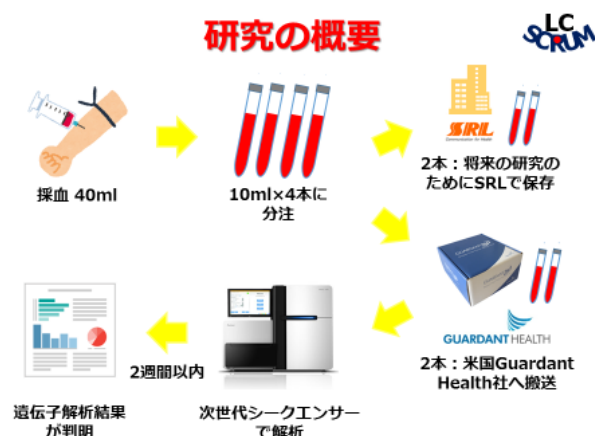 研究の概要
LC
SCRUM
採血 40ml
10ml×4本に
分注
SRL
2本：将来の研究の
ためにSRLで保存
GUARDANT HEALTH
2本：米国Guardant
Health社へ搬送
次世代シークエンサー
で解析
2週間以内
遺伝子解析結果
が判明